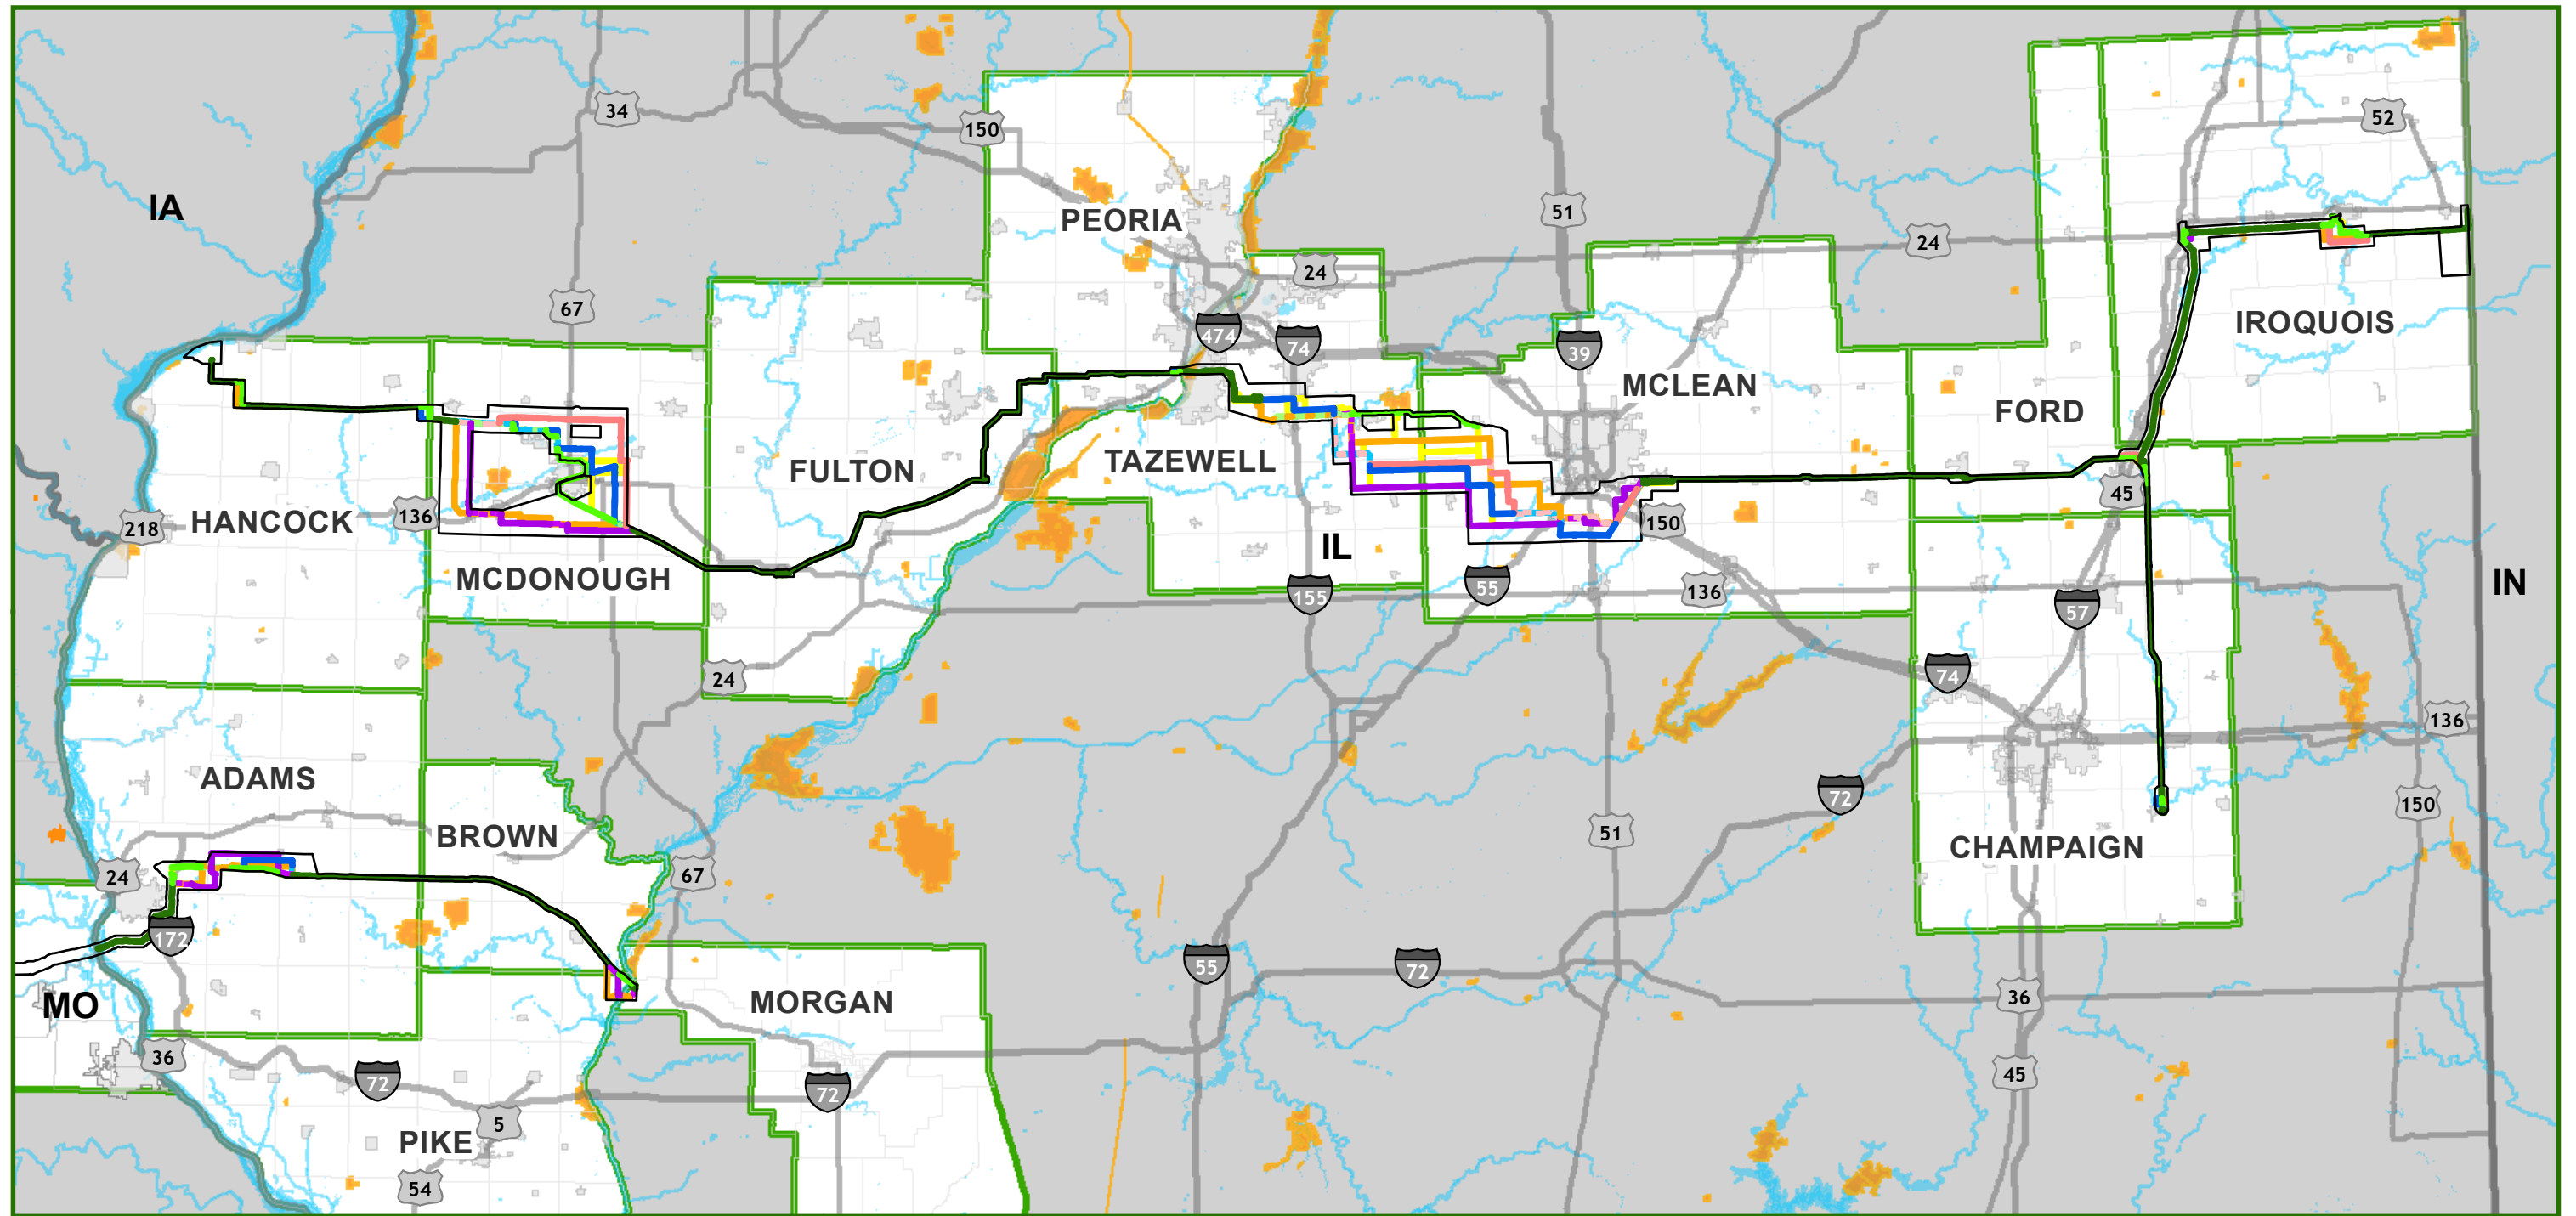 34
150
52
IA
PEORIA
51
24
24
67
474
74
39
IROQUOIS
MCLEAN
FORD
FULTON
TAZEWELL
45
136
HANCOCK
218
150
IL
MCDONOUGH
IN
155
55
136
57
24
74
136
ADAMS
72
150
BROWN
51
CHAMPAIGN
24
67
172
55
72
MO
MORGAN
36
36
72
72
45
5
PIKE
54